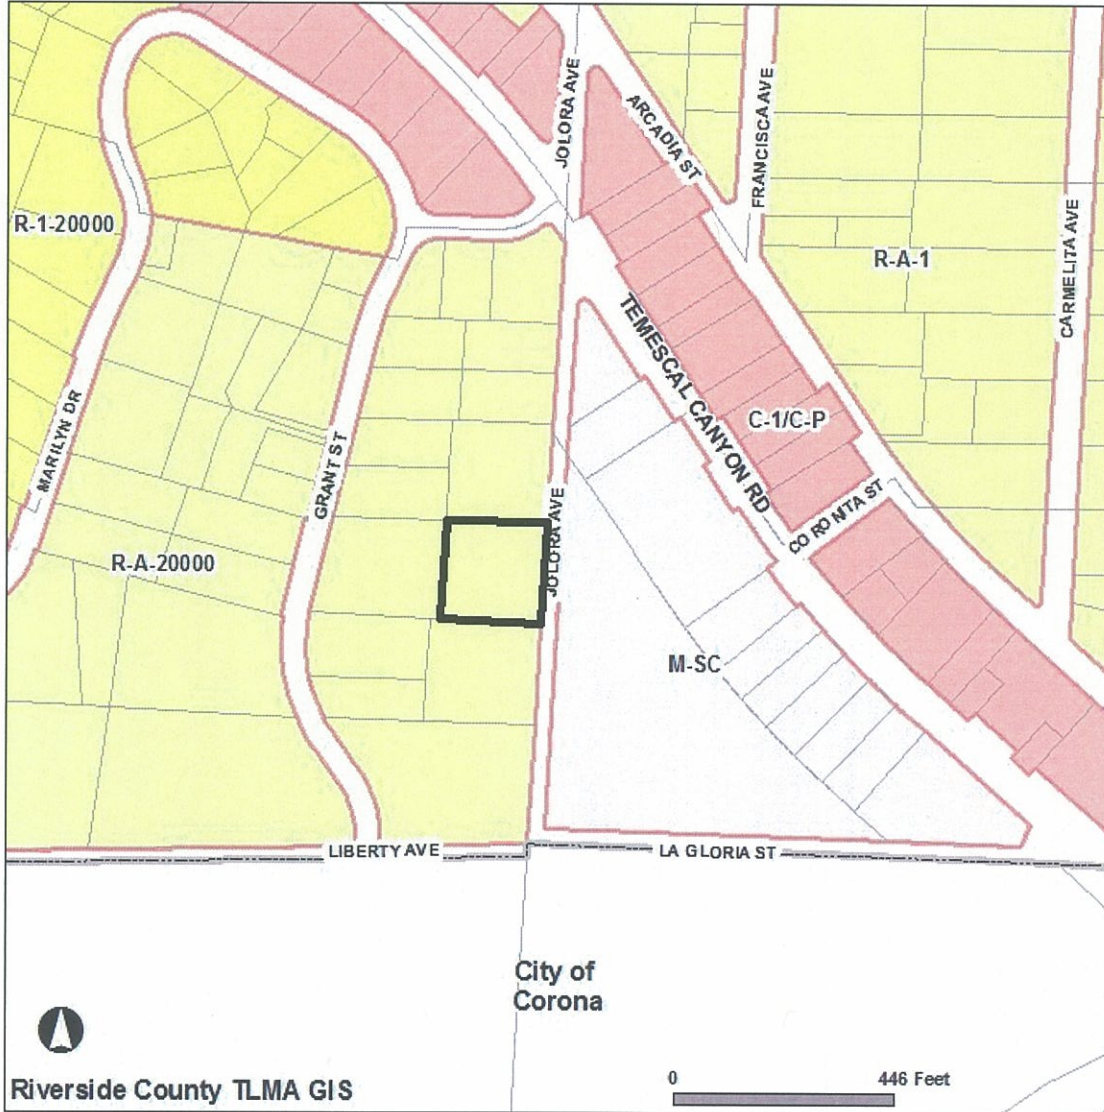 JOLORA AVE
ARCADIA ST
FRANCISCA AVE
CARMELITA AVE
R-1-20000
R-A-1
TEMESCAL CANYON RD
MARILYN DR
GRANT ST
C-1/C-P
CORONITA ST
JOLORA AVE
R-A-20000
M-SC
LIBERTY AVE
LA GLORIA ST
City of
Corona
Riverside County TLMA GIS
0 446 Feet